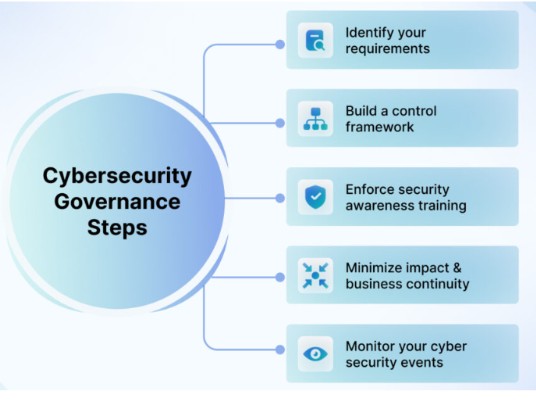 Cybersecurity
Governance
Steps
Identify your
requirements
Build a control
framework
Enforce security
awareness training
Minimize impact &
business continuity
Monitor your cyber
security events